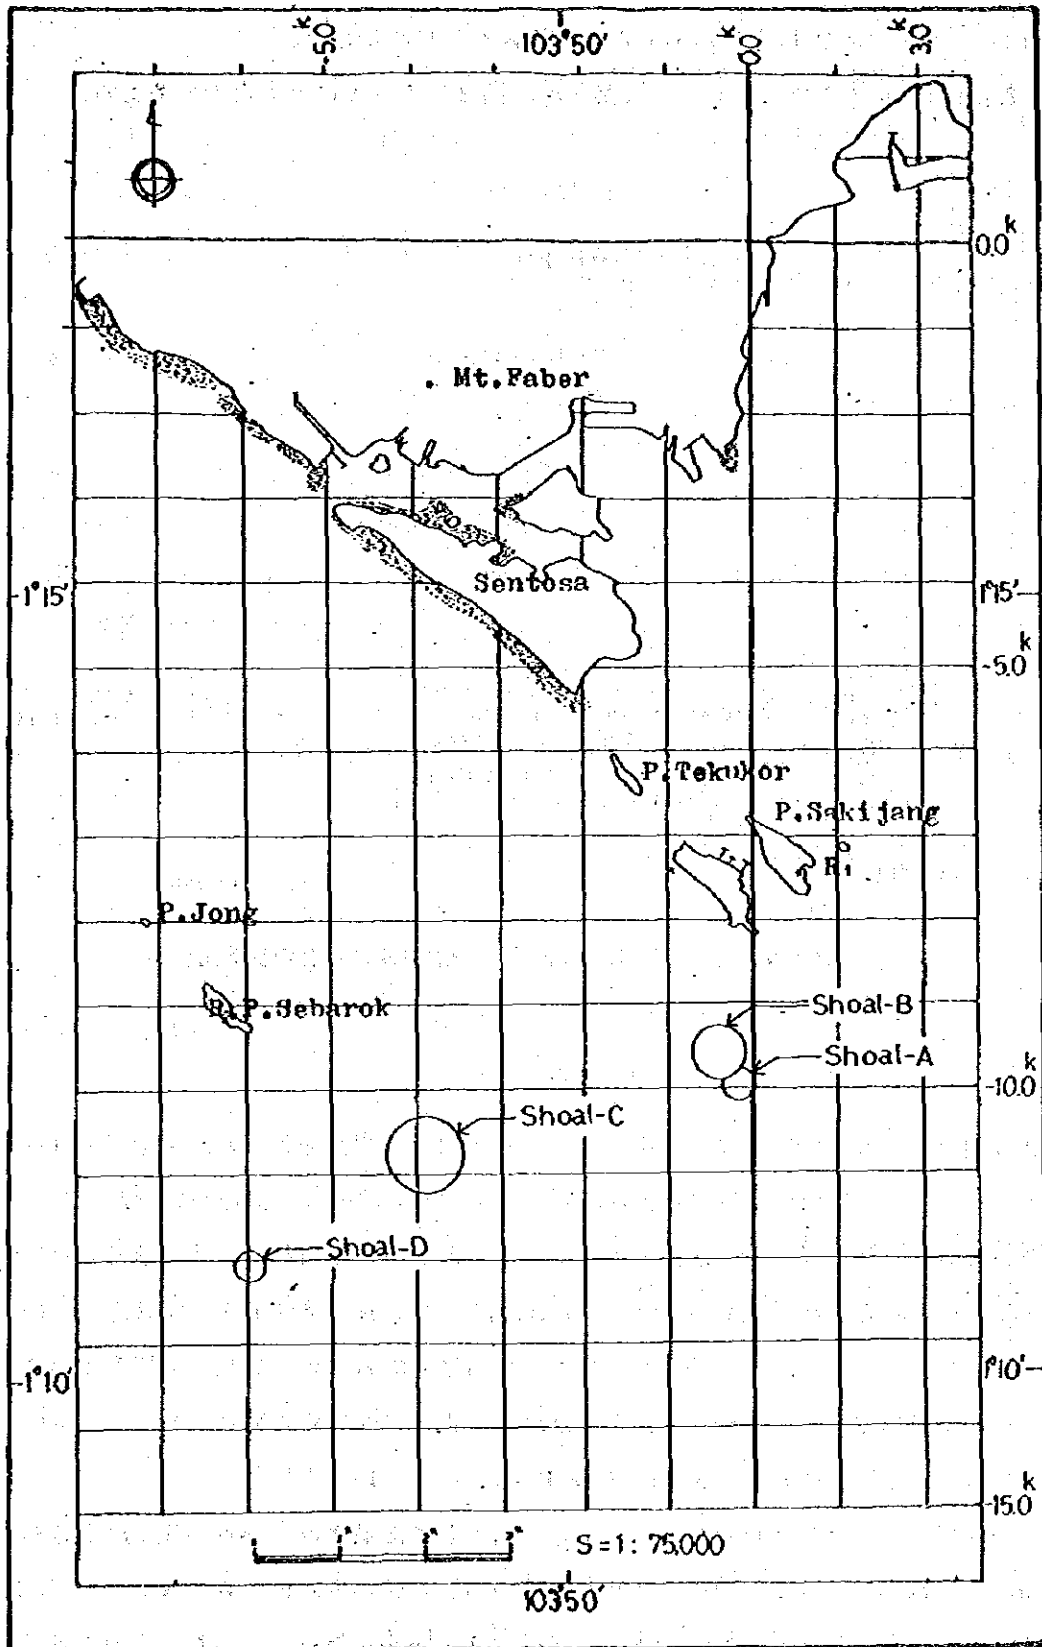 -5.0 k
103°50'
0.0 k
3.0 k
0.0 k
. Mt.Faber
Sentosa
-1°15'
1°15'
-5.0 k
P.Tekukor
P.Sakijang
R1
P.Jong
P.Sebarok
Shoal-B
Shoal-A
-10.0
Shoal-C
Shoal-D
-1°10'
1°10'
-15.0 k
S=1: 75.000
103°50'